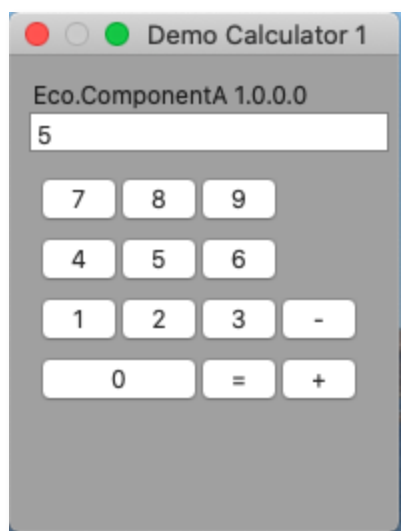 Demo Calculator 1
Eco.ComponentA 1.0.0.0
5
7 8 9
4 5 6
1 2 3 -
0 = +